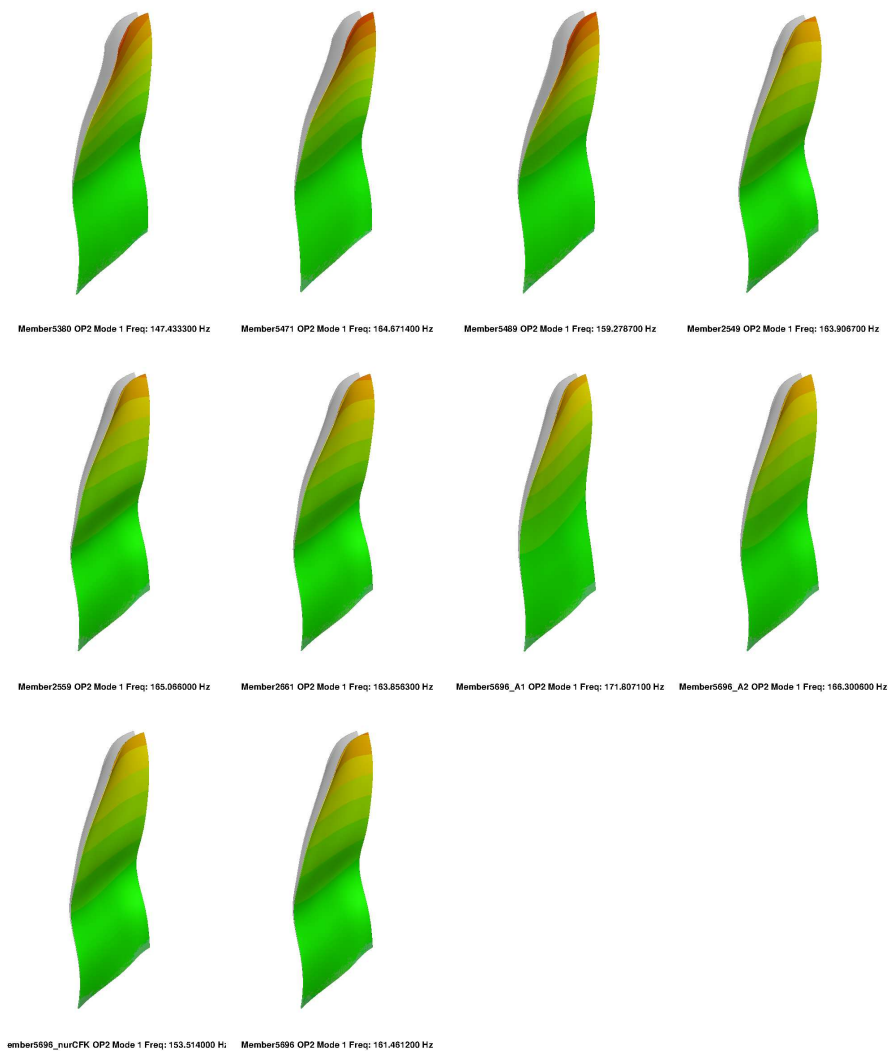 Member5380 OP2 Mode 1 Freq: 147.433300 Hz
Member5471 OP2 Mode 1 Freq: 164.671400 Hz
Member5489 OP2 Mode 1 Freq: 159.278700 Hz
Member2549 OP2 Mode 1 Freq: 163.906700 Hz
Member2559 OP2 Mode 1 Freq: 165.066000 Hz
Member2661 OP2 Mode 1 Freq: 163.856300 Hz
Member5696_A1 OP2 Mode 1 Freq: 171.807100 Hz
Member5696_A2 OP2 Mode 1 Freq: 166.300600 Hz
ember5696_nurCFK OP2 Mode 1 Freq: 153.514000 Hz
Member5696 OP2 Mode 1 Freq: 161.461200 Hz